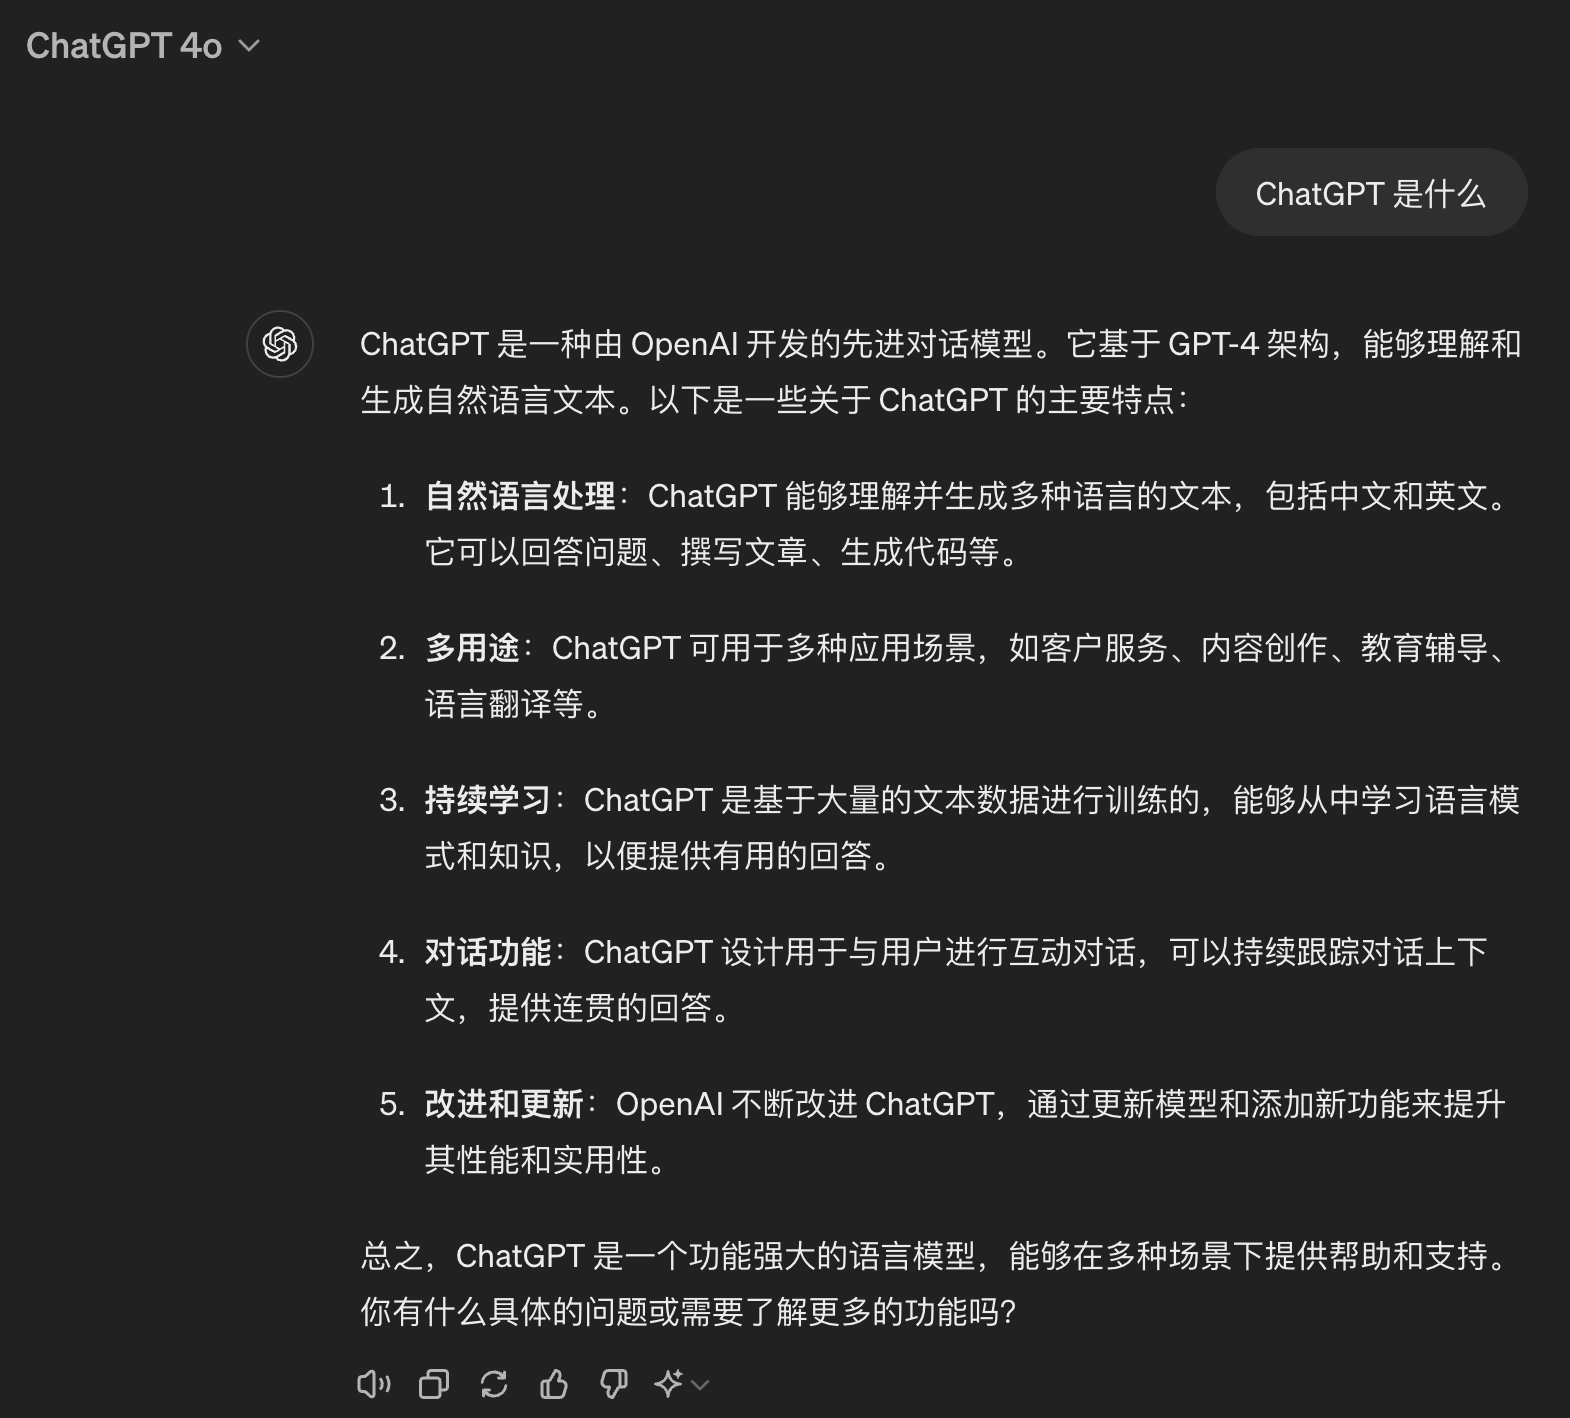 ChatGPT 4o
ChatGPT 是什么
ChatGPT 是一种由 OpenAI 开发的先进对话模型。它基于 GPT-4 架构，能够理解和
生成自然语言文本。以下是一些关于 ChatGPT 的主要特点：
1. 自然语言处理：ChatGPT 能够理解并生成多种语言的文本，包括中文和英文。
它可以回答问题、撰写文章、生成代码等。
2. 多用途：ChatGPT 可用于多种应用场景，如客户服务、内容创作、教育辅导、
语言翻译等。
3. 持续学习：ChatGPT 是基于大量的文本数据进行训练的，能够从中学习语言模
式和知识，以便提供有用的回答。
4. 对话功能：ChatGPT 设计用于与用户进行互动对话，可以持续跟踪对话上下
文，提供连贯的回答。
5. 改进和更新：OpenAI 不断改进 ChatGPT，通过更新模型和添加新功能来提升
其性能和实用性。
总之，ChatGPT 是一个功能强大的语言模型，能够在多种场景下提供帮助和支持。
你有什么具体的问题或需要了解更多的功能吗？